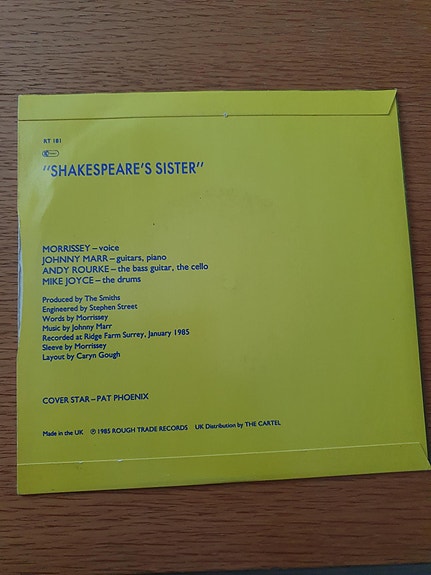 RT 181
"SHAKESPEARE'S SISTER"
MORRISSEY – voice
JOHNNY MARR – guitars, piano
ANDY ROURKE – the bass guitar, the cello
MIKE JOYCE – the drums
Produced by The Smiths
Engineered by Stephen Street
Words by Morrissey
Music by Johnny Marr
Recorded at Ridge Farm Surrey, January 1985
Sleeve by Morrissey
Layout by Caryn Gough
COVER STAR – PAT PHOENIX
Made in the UK ℗ 1985 ROUGH TRADE RECORDS UK Distribution by THE CARTEL